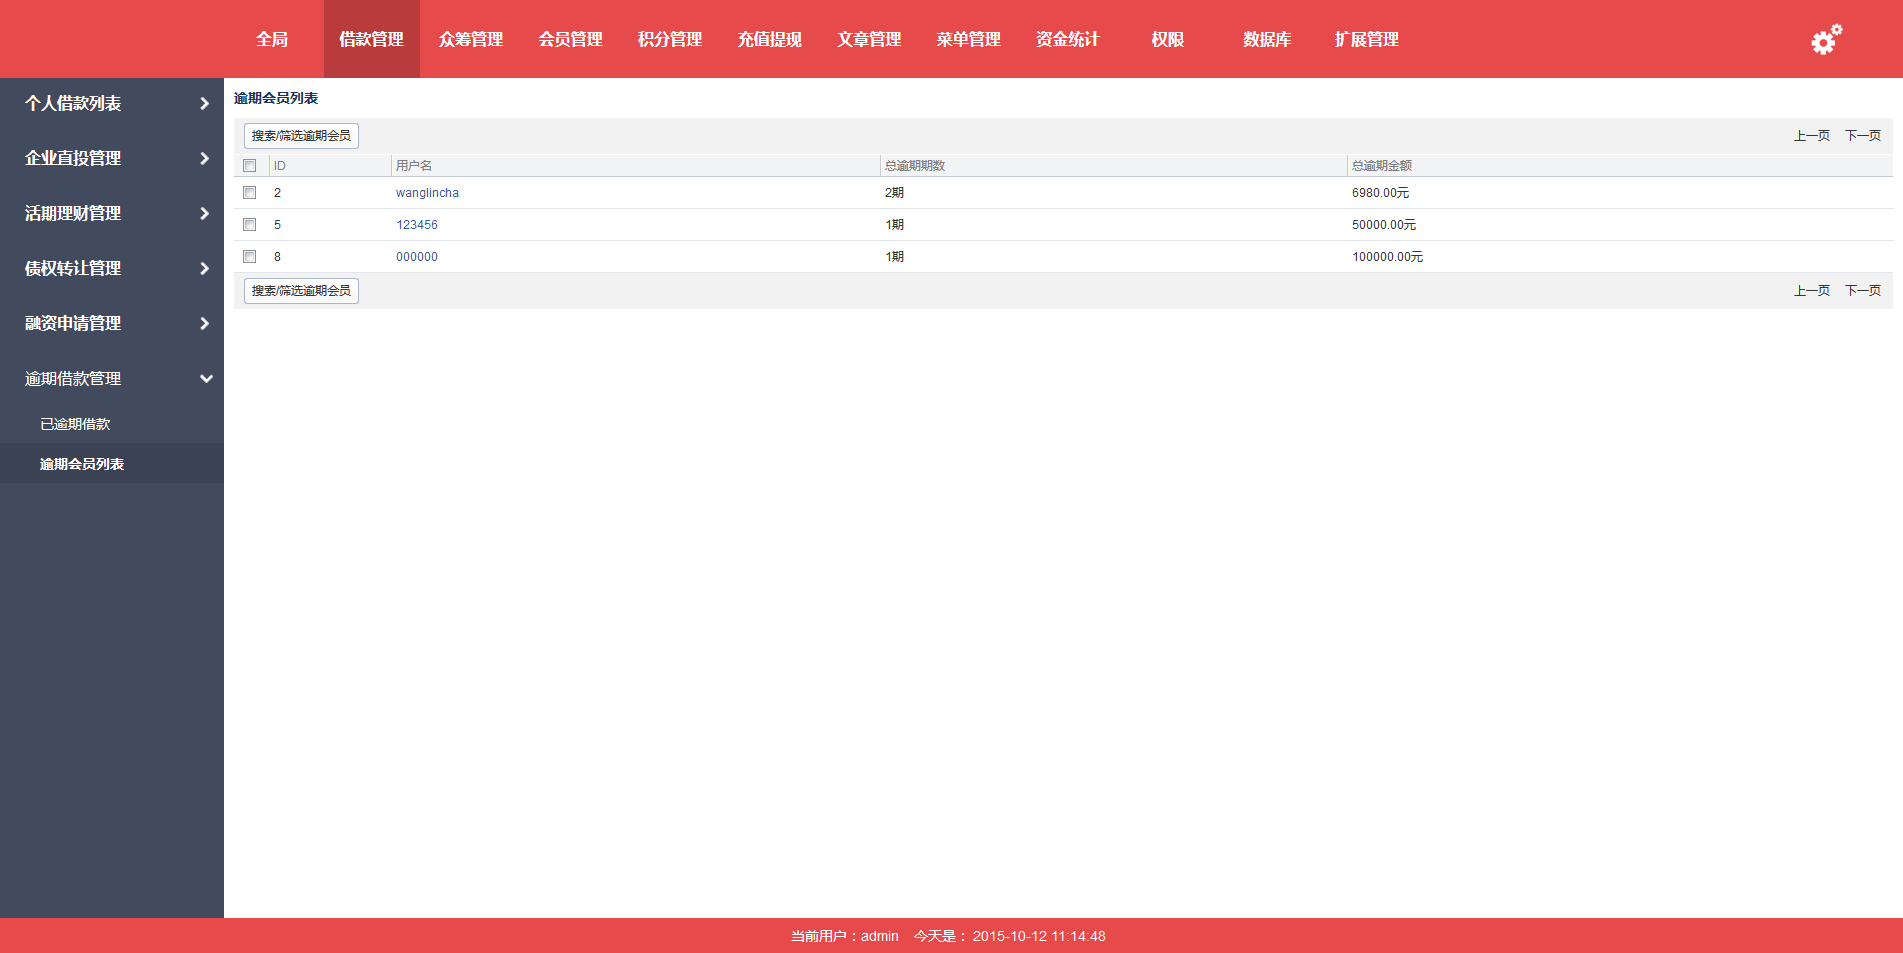 全局 借款管理 众筹管理 会员管理 积分管理 充值提现 文章管理 菜单管理 资金统计 权限 数据库 扩展管理
个人借款列表
企业直投管理
活期理财管理
债权转让管理
融资申请管理
逾期借款管理
已逾期借款
逾期会员列表
逾期会员列表
搜索/筛选逾期会员 上一页 下一页
ID 用户名 总逾期期数 总逾期金额
2 wanglincha 2期 6980.00元
5 123456 1期 50000.00元
8 000000 1期 100000.00元
搜索/筛选逾期会员 上一页 下一页
当前用户：admin 今天是： 2015-10-12 11:14:48